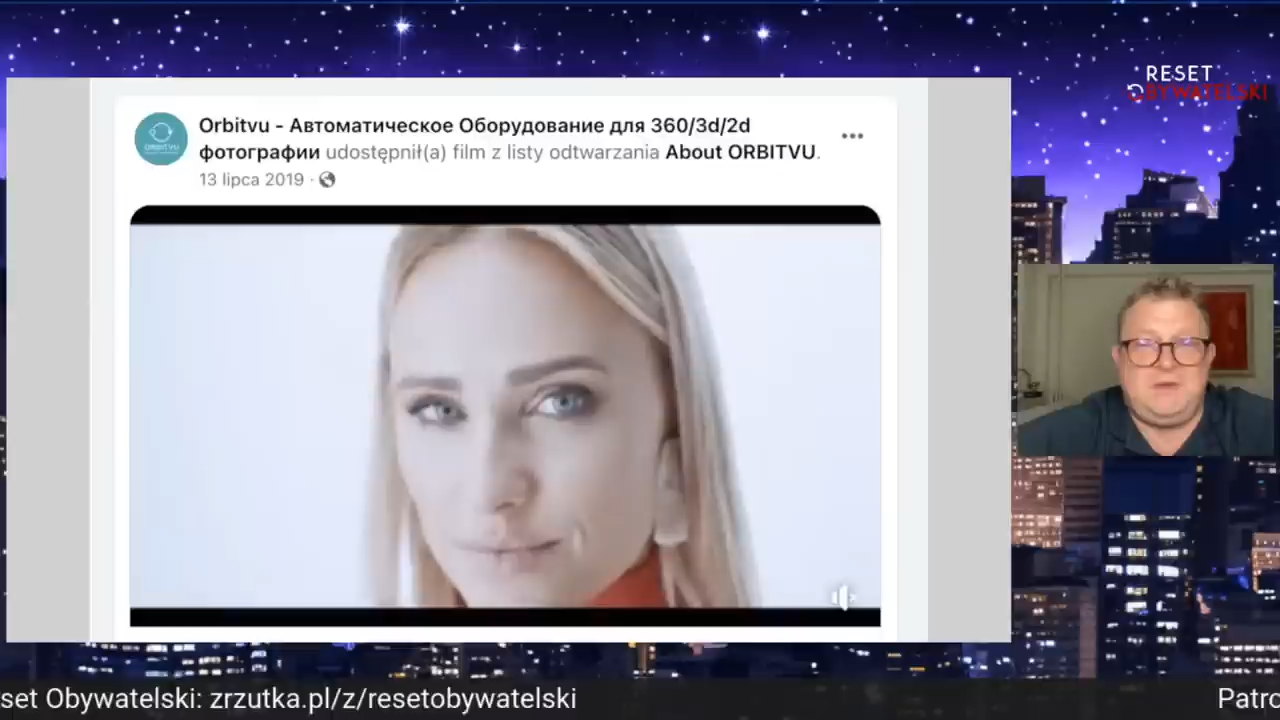 RESET
OBYWATELSKI
Orbitvu - Автоматическое Оборудование для 360/3d/2d
фотографии udostępnił(a) film z listy odtwarzania About ORBITVU.
13 lipca 2019 ·
ORBITVU
set Obywatelski: zrzutka.pl/z/resetobywatelski
Patro